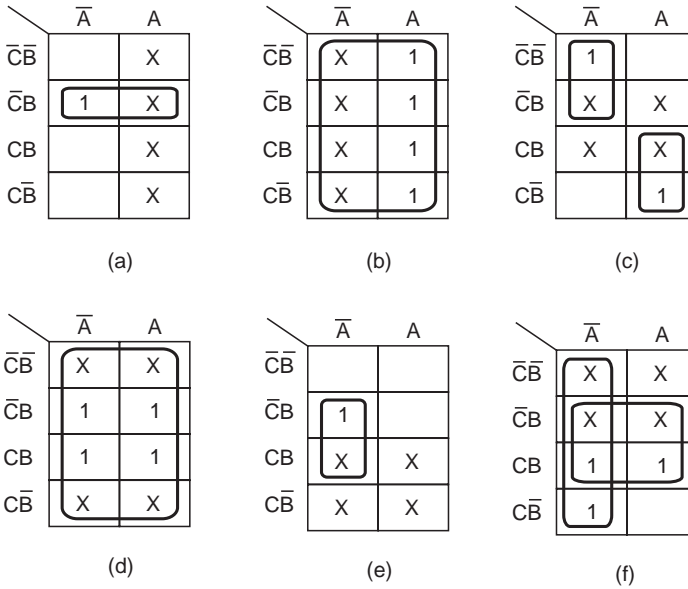 A̅ A
C̅B̅ X
C̅B 1 X
CB X
CB̅ X
(a)
A̅ A
C̅B̅ X 1
C̅B X 1
CB X 1
CB̅ X 1
(b)
A̅ A
C̅B̅ 1
C̅B X X
CB X X
CB̅ 1
(c)
A̅ A
C̅B̅ X X
C̅B 1 1
CB 1 1
CB̅ X X
(d)
A̅ A
C̅B̅
C̅B 1
CB X X
CB̅ X X
(e)
A̅ A
C̅B̅ X X
C̅B X X
CB 1 1
CB̅ 1
(f)